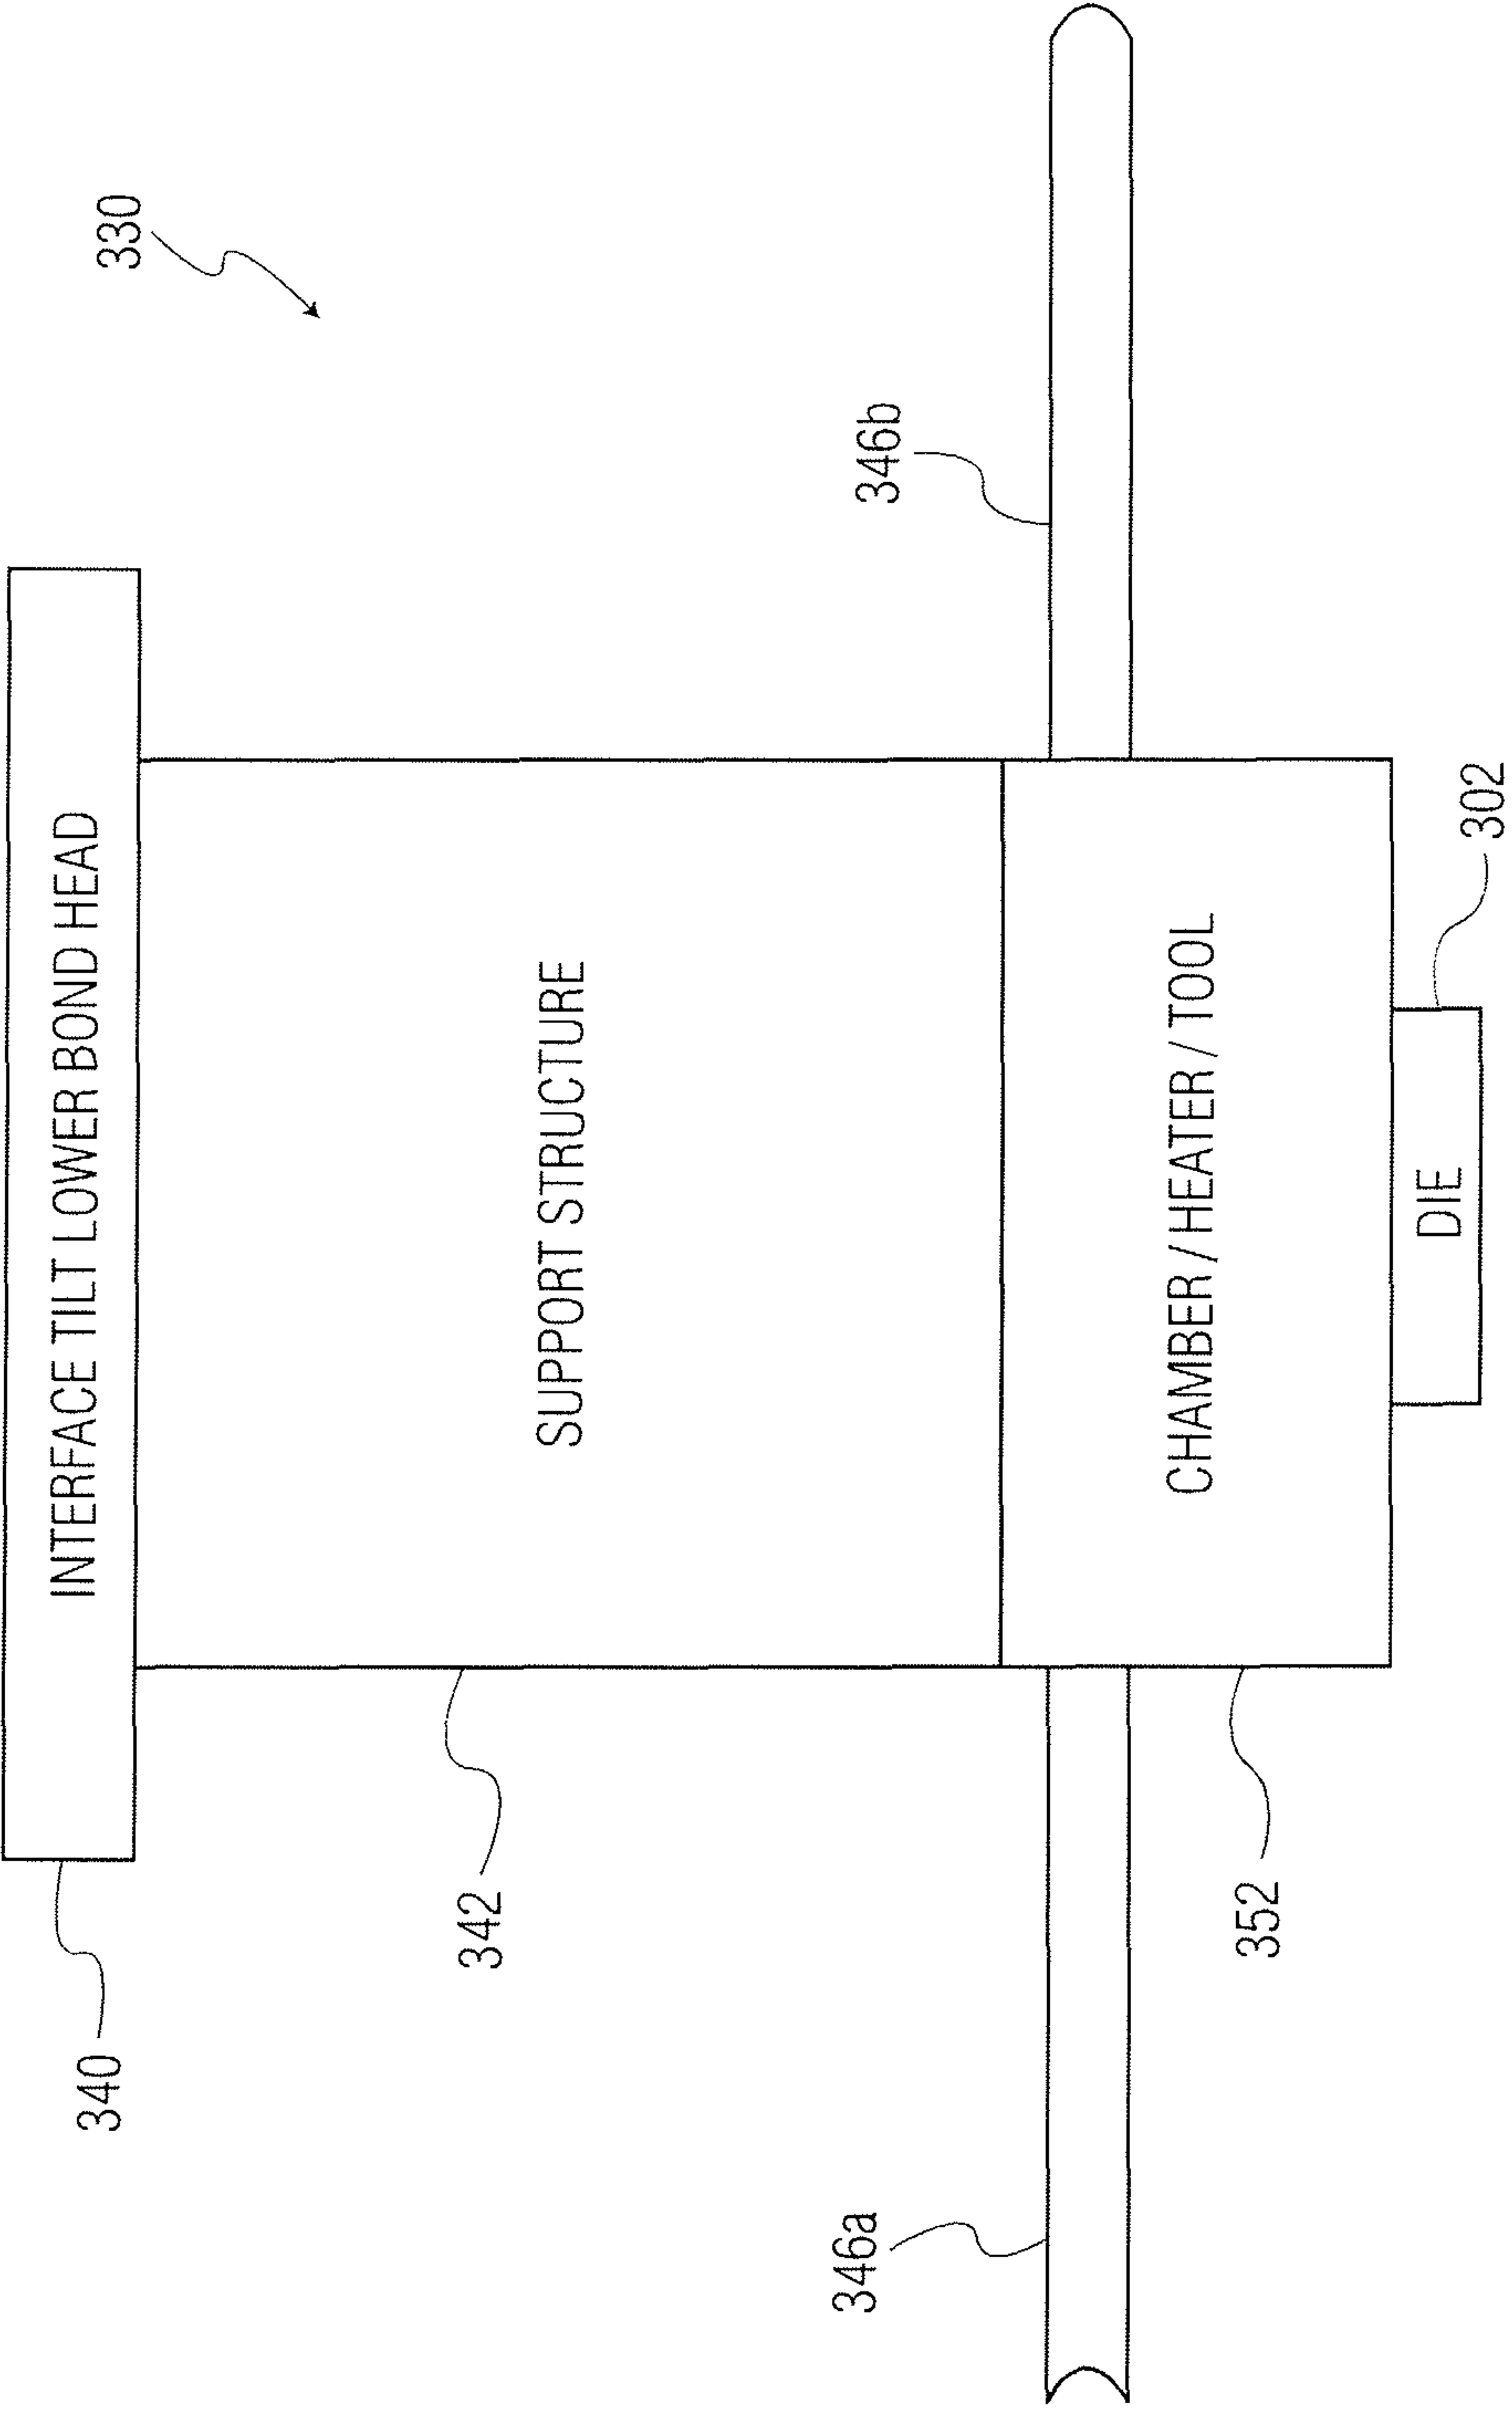 INTERFACE TILT LOWER BOND HEAD
340
330
342
SUPPORT STRUCTURE
346a
346b
CHAMBER / HEATER / TOOL
352
DIE
302